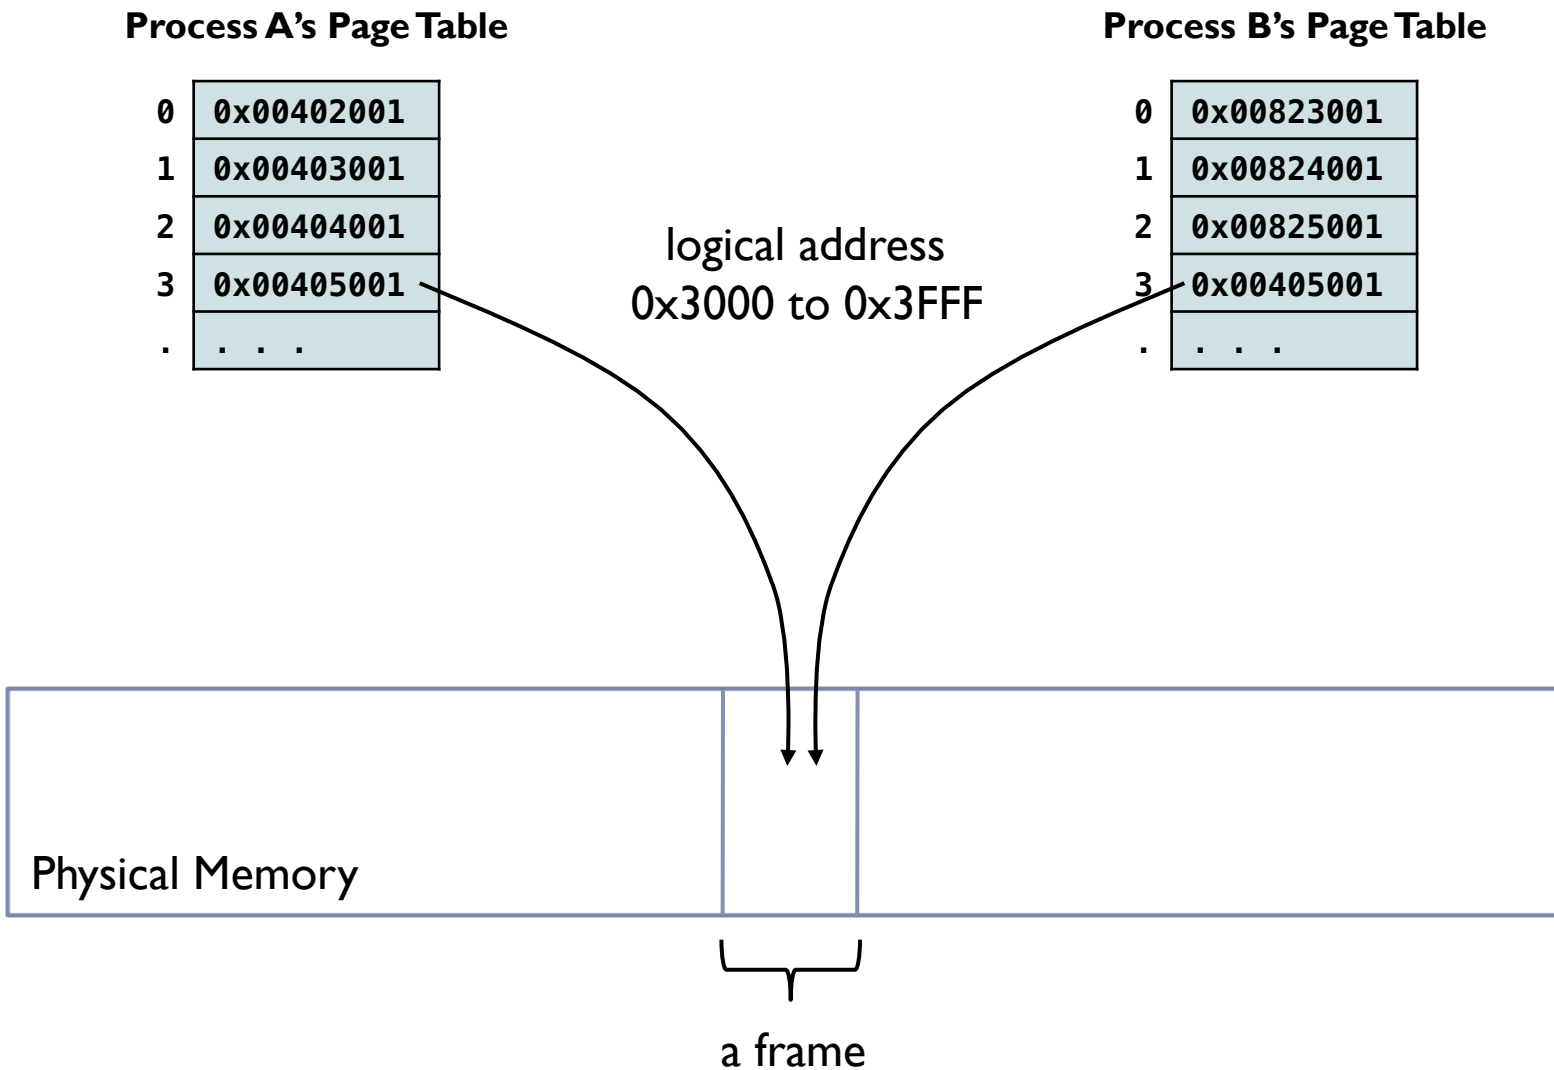 Process A’s Page Table
0 0x00402001
1 0x00403001
2 0x00404001
3 0x00405001
. . . .
Process B’s Page Table
0 0x00823001
1 0x00824001
2 0x00825001
3 0x00405001
. . . .
logical address
0x3000 to 0x3FFF
Physical Memory
a frame